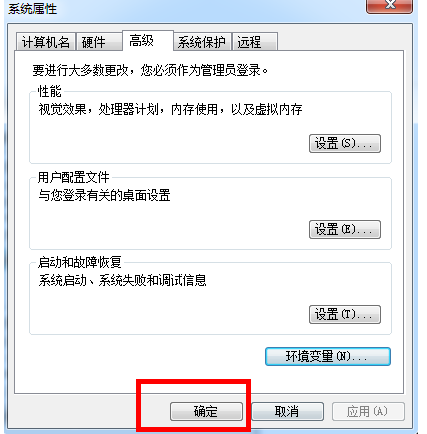 系统属性
计算机名 硬件 高级 系统保护 远程
要进行大多数更改，您必须作为管理员登录。
性能
视觉效果，处理器计划，内存使用，以及虚拟内存
设置(S)...
用户配置文件
与您登录有关的桌面设置
设置(E)...
启动和故障恢复
系统启动、系统失败和调试信息
设置(T)...
环境变量(N)...
确定 取消 应用(A)